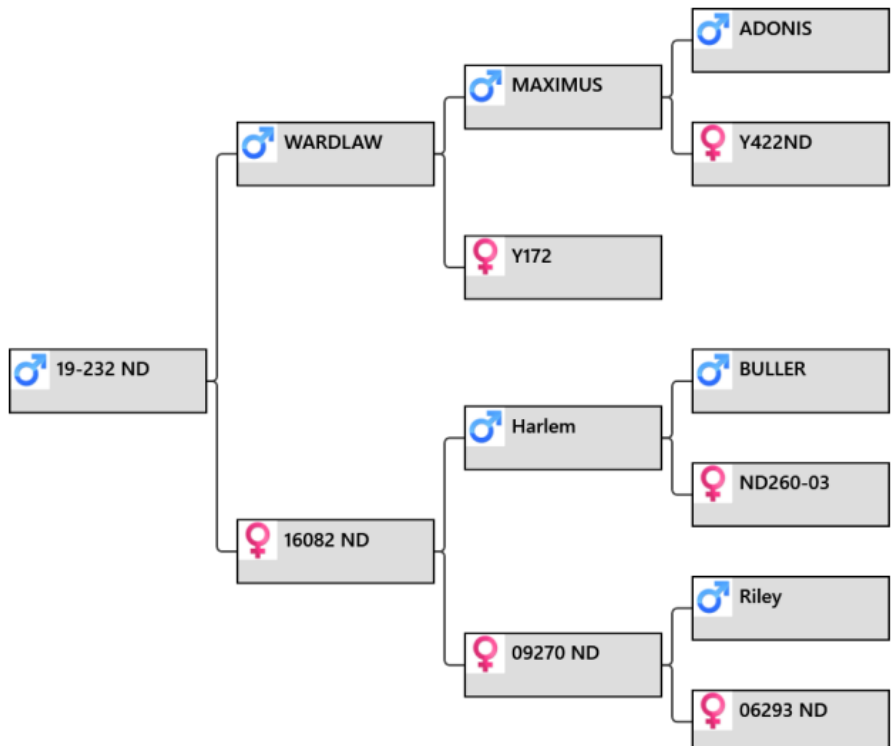 ADONIS
MAXIMUS
Y422ND
WARDLAW
Y172
19-232 ND
BULLER
Harlem
ND260-03
16082 ND
Riley
09270 ND
06293 ND